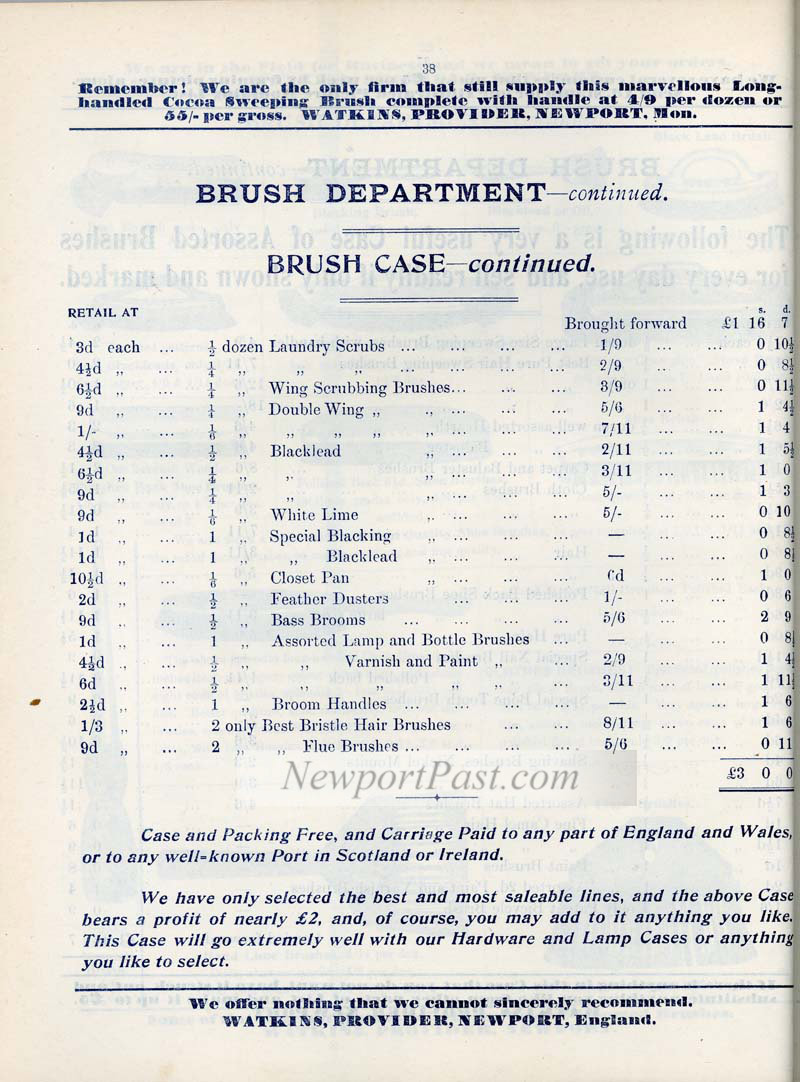 38
Remember! We are the only firm that still supply this marvellous Long-
handled Cocoa Sweeping Brush complete with handle at 4/9 per dozen or
55/- per gross. WATKINS, PROVIDER, NEWPORT, Mon.
BRUSH DEPARTMENT—continued.
BRUSH CASE—continued.
RETAIL AT s. d.
Brought forward £1 16 7
3d each ... ½ dozen Laundry Scrubs ... ... ... ... 1/9 ... ... 0 10½
4½d ,, ... ¼ ,, ,, ,, ... ... ... 2/9 ... ... 0 8½
6½d ,, ... ¼ ,, Wing Scrubbing Brushes... ... ... 3/9 ... ... 0 11½
9d ,, ... ¼ ,, Double Wing ,, ,, ... ... ... 5/6 ... ... 1 4½
1/- ,, ... ⅙ ,, ,, ,, ,, ,, ... ... ... 7/11 ... ... 1 4
4½d ,, ... ½ ,, Blacklead ,, ... ... ... 2/11 ... ... 1 5½
6½d ,, ... ¼ ,, ,, ,, ... ... ... 3/11 ... ... 1 0
9d ,, ... ¼ ,, ,, ,, ... ... ... 5/- ... ... 1 3
9d ,, ... ⅙ ,, White Lime ,, ... ... ... 5/- ... ... 0 10
1d ,, ... 1 ,, Special Blacking ,, ... ... ... — ... ... 0 8½
1d ,, ... 1 ,, ,, Blacklead ,, ... ... ... — ... ... 0 8½
10½d ,, ... ⅙ ,, Closet Pan ,, ... ... ... 6d ... ... 1 0
2d ,, ... ½ ,, Feather Dusters ... ... ... 1/- ... ... 0 6
9d ,, ... ½ ,, Bass Brooms ... ... ... ... 5/6 ... ... 2 9
1d ,, ... 1 ,, Assorted Lamp and Bottle Brushes ... — ... ... 0 8½
4½d ,, ... ½ ,, ,, Varnish and Paint ,, ... 2/9 ... ... 1 4½
6d ,, ... ½ ,, ,, ,, ,, ,, ... 3/11 ... ... 1 11½
2½d ,, ... 1 ,, Broom Handles ... ... ... ... — ... ... 1 6
1/3 ,, ... 2 only Best Bristle Hair Brushes ... ... 8/11 ... ... 1 6
9d ,, ... 2 ,, ,, Flue Brushes ... ... ... ... 5/6 ... ... 0 11
£3 0 0
NewportPast.com
Case and Packing Free, and Carriage Paid to any part of England and Wales,
or to any well-known Port in Scotland or Ireland.
We have only selected the best and most saleable lines, and the above Case
bears a profit of nearly £2, and, of course, you may add to it anything you like.
This Case will go extremely well with our Hardware and Lamp Cases or anything
you like to select.
We offer nothing that we cannot sincerely recommend.
WATKINS, PROVIDER, NEWPORT, England.